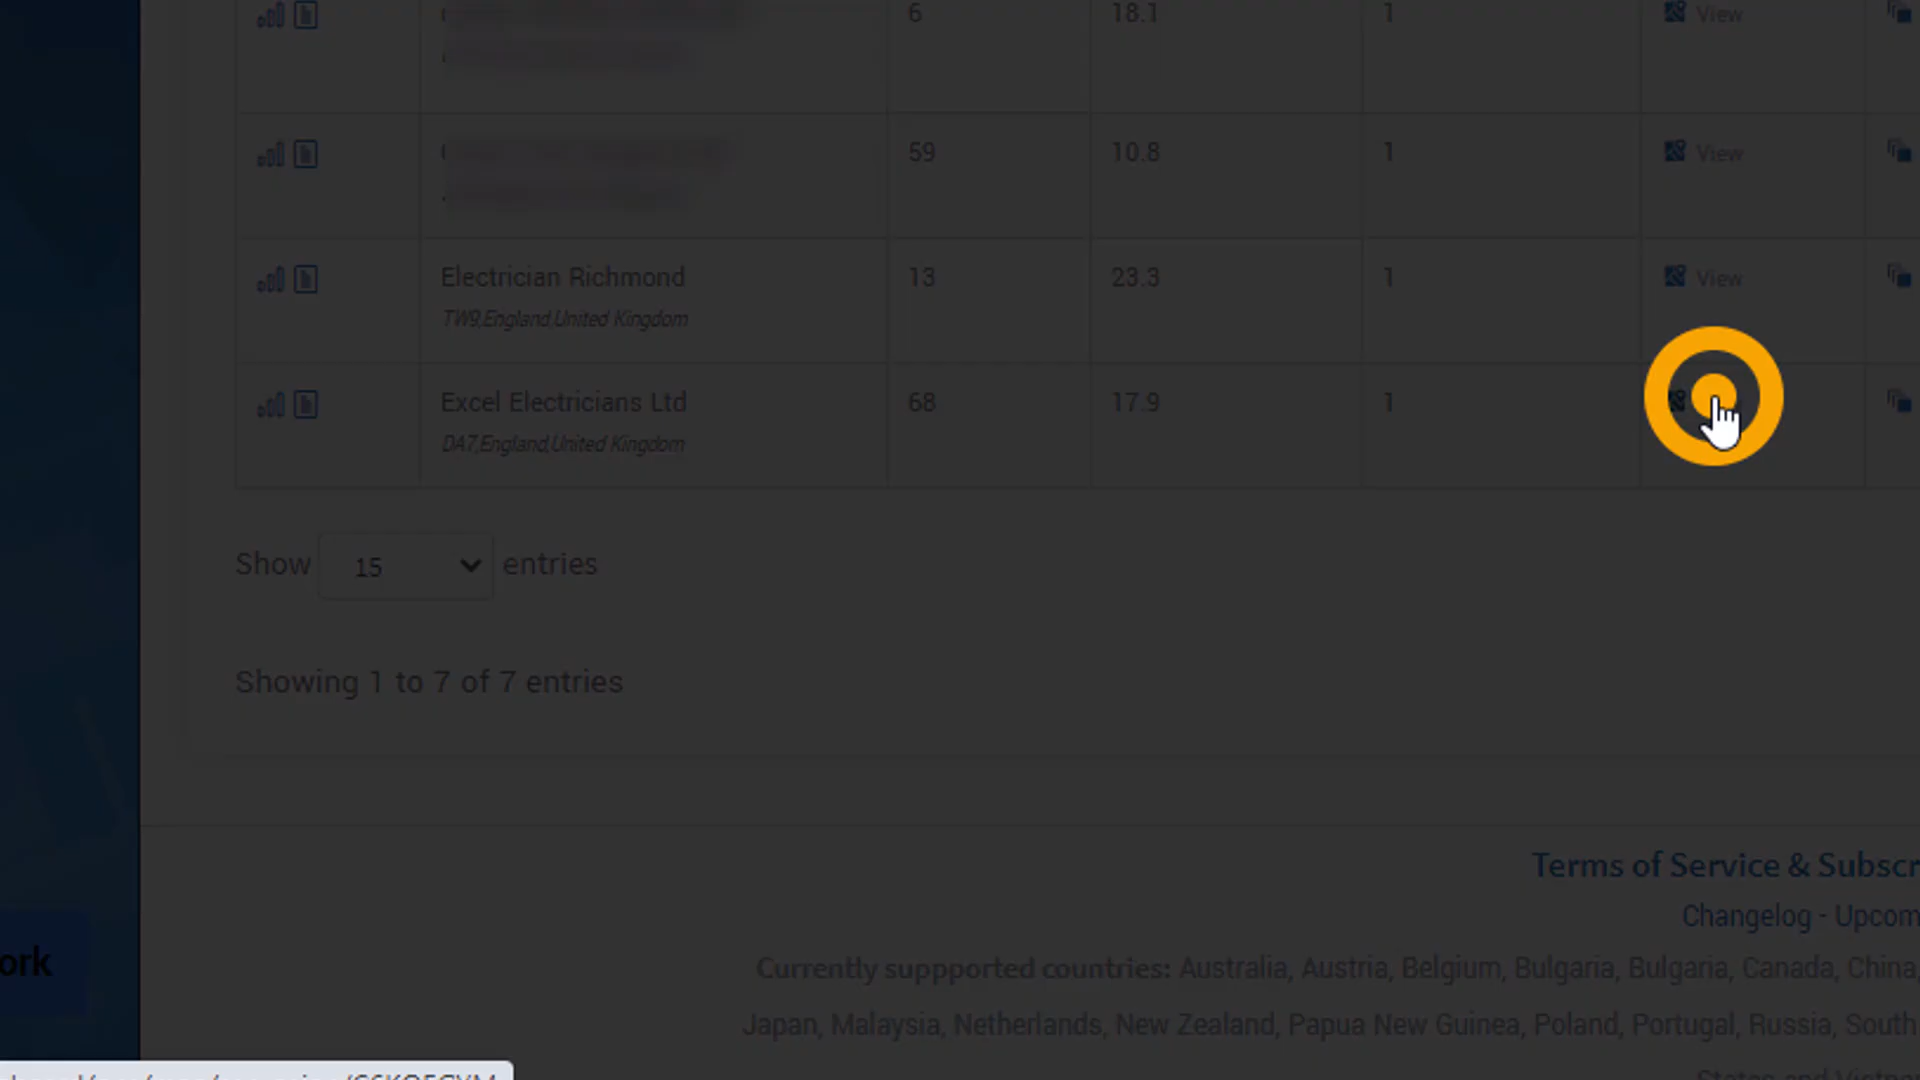 6 18.1 1 View
59 10.8 1 View
Electrician Richmond 13 23.3 1 View
TW9,England,United Kingdom
Excel Electricians Ltd 68 17.9 1
DA7,England,United Kingdom
Show 15 entries
Showing 1 to 7 of 7 entries
Terms of Service & Subscr
Changelog - Upcom
ork
Currently suppported countries: Australia, Austria, Belgium, Bulgaria, Bulgaria, Canada, China,
Japan, Malaysia, Netherlands, New Zealand, Papua New Guinea, Poland, Portugal, Russia, South